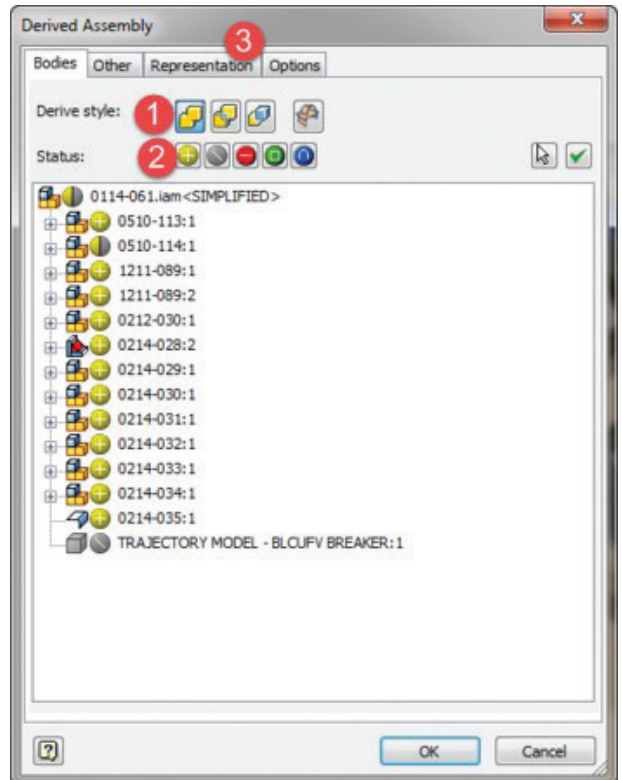 Derived Assembly
3
Bodies Other Representation Options
Derive style: 1
Status: 2
0114-061.iam<SIMPLIFIED>
0510-113:1
0510-114:1
1211-089:1
1211-089:2
0212-030:1
0214-028:2
0214-029:1
0214-030:1
0214-031:1
0214-032:1
0214-033:1
0214-034:1
0214-035:1
TRAJECTORY MODEL - BLCUFV BREAKER:1
OK Cancel